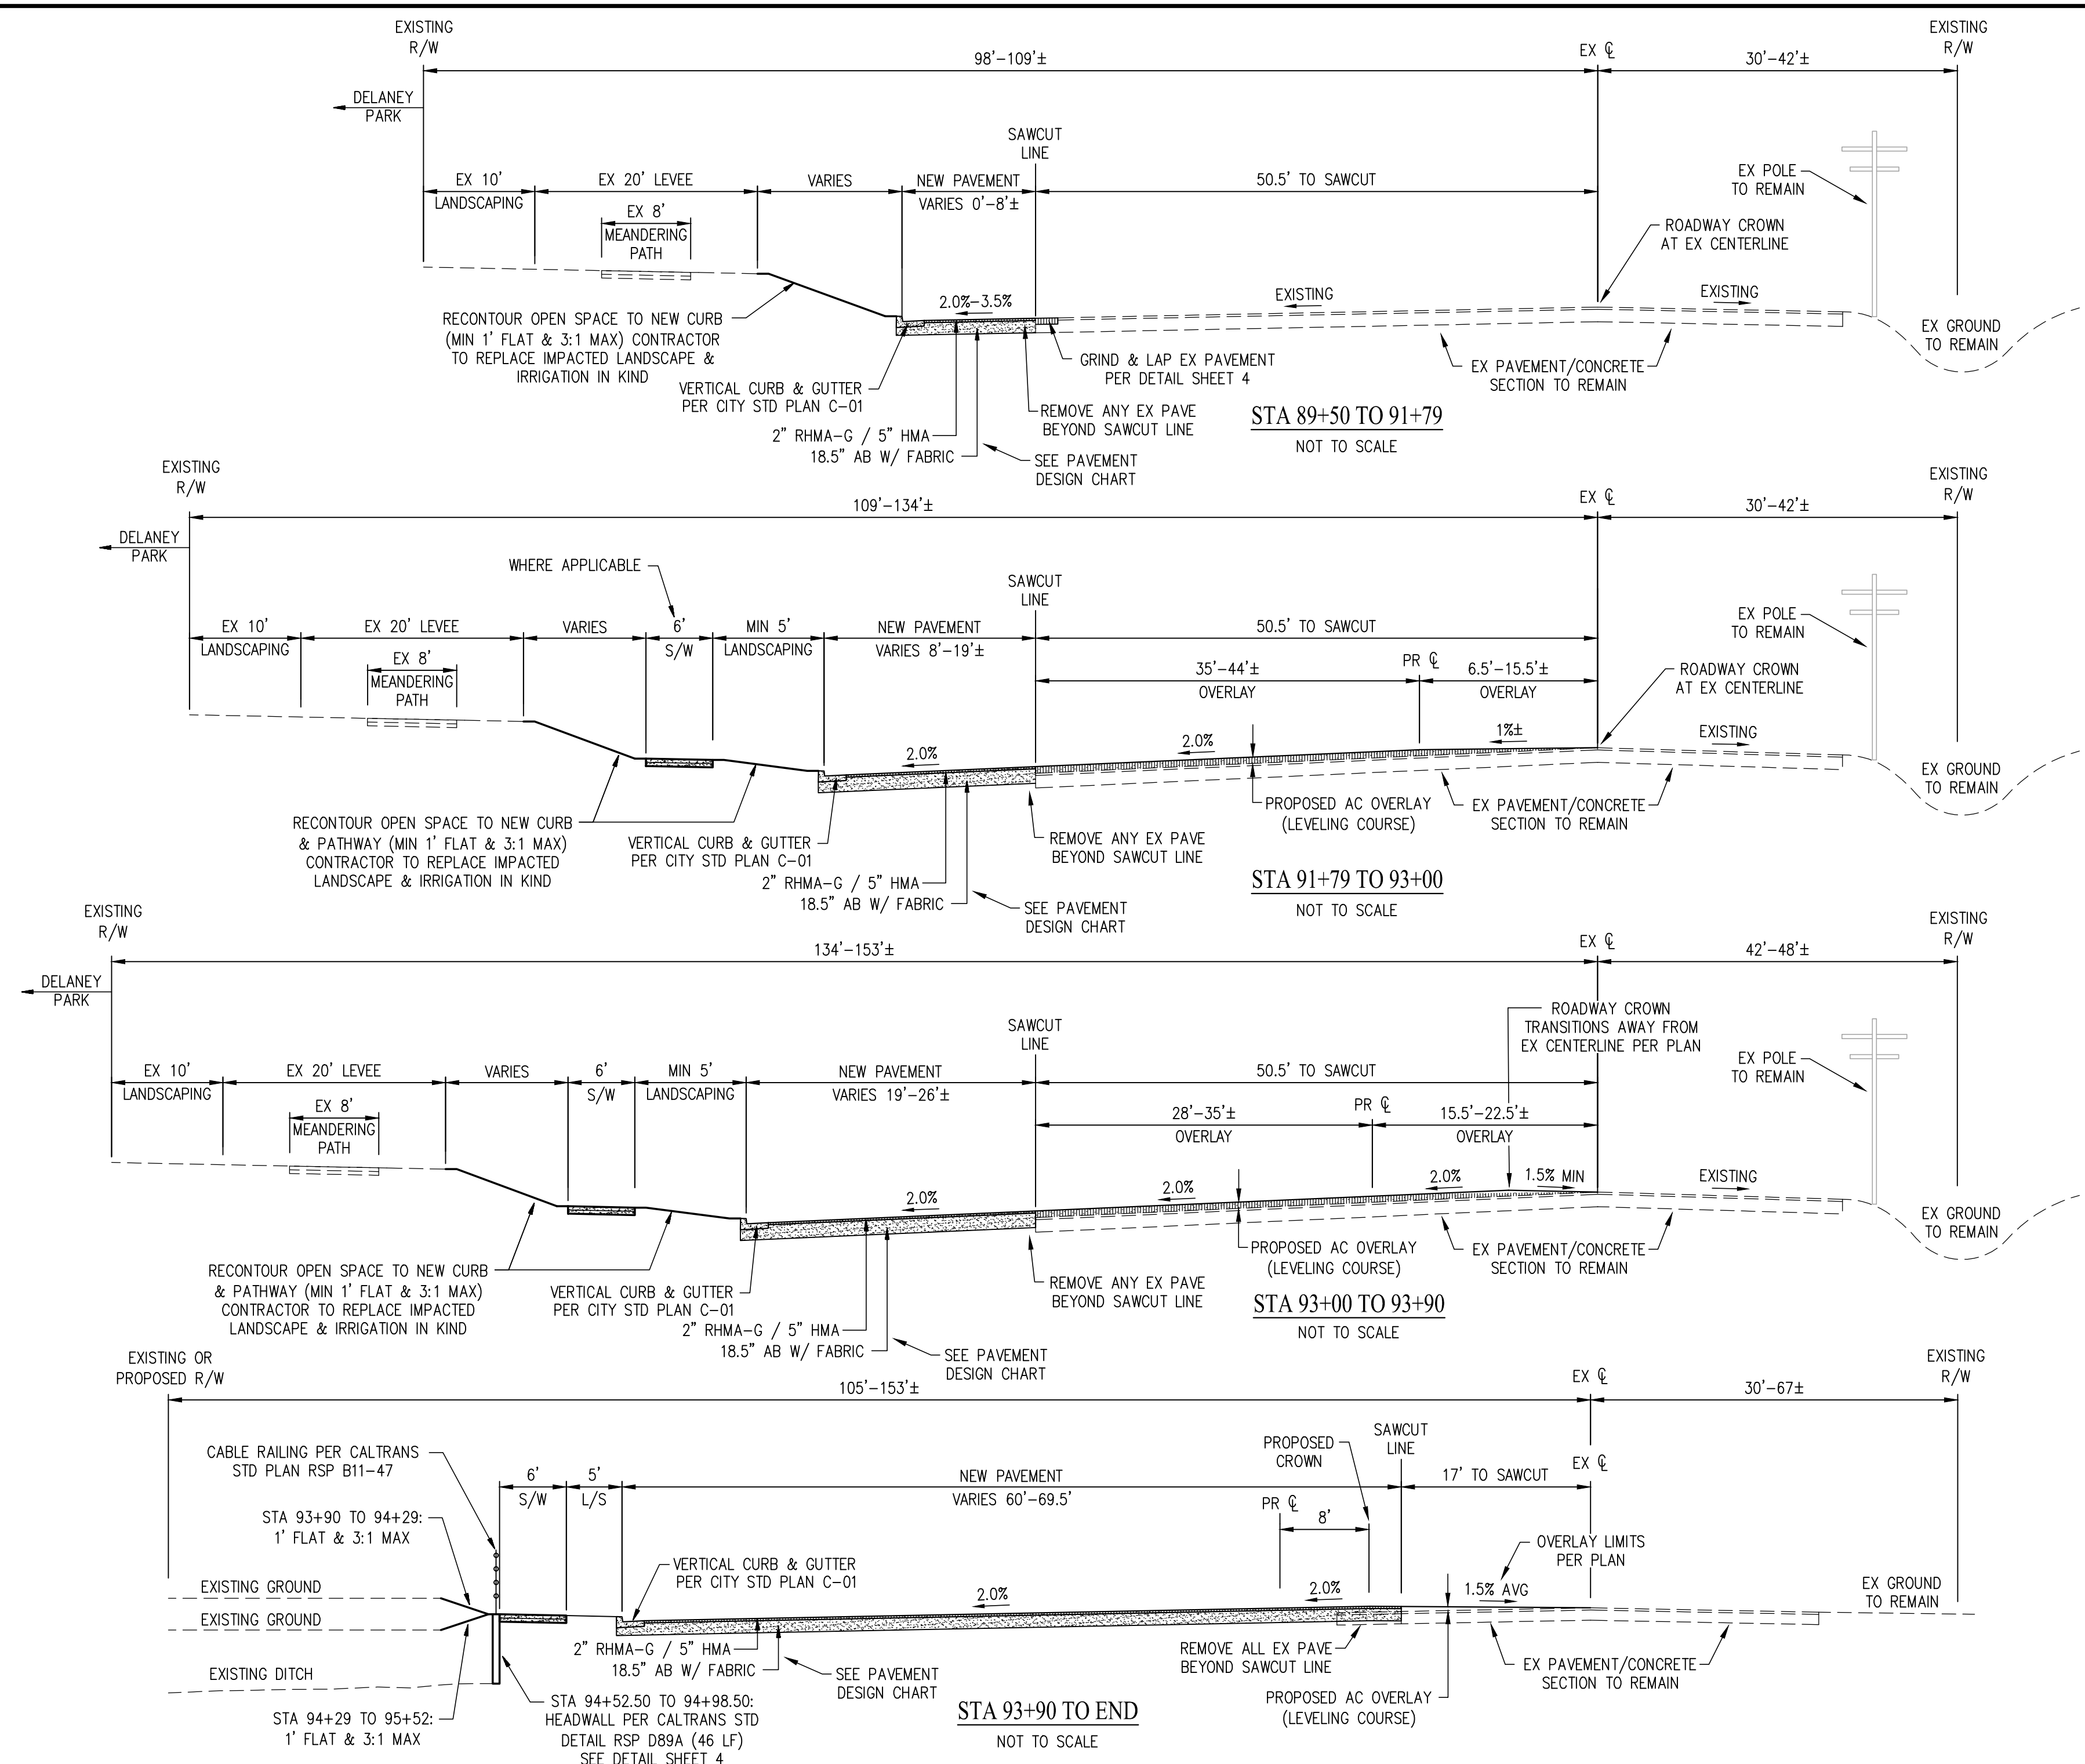 EXISTING
R/W
98'-109'±
EX ℄
30'-42'±
EXISTING
R/W
DELANEY
PARK
SAWCUT
LINE
EX 10'
LANDSCAPING
EX 20' LEVEE
VARIES
NEW PAVEMENT
VARIES 0'-8'±
50.5' TO SAWCUT
EX POLE
TO REMAIN
EX 8'
MEANDERING
PATH
ROADWAY CROWN
AT EX CENTERLINE
2.0%-3.5%
EXISTING
EXISTING
RECONTOUR OPEN SPACE TO NEW CURB
(MIN 1' FLAT & 3:1 MAX) CONTRACTOR
TO REPLACE IMPACTED LANDSCAPE &
IRRIGATION IN KIND
EX GROUND
TO REMAIN
GRIND & LAP EX PAVEMENT
PER DETAIL SHEET 4
EX PAVEMENT/CONCRETE
SECTION TO REMAIN
VERTICAL CURB & GUTTER
PER CITY STD PLAN C-01
REMOVE ANY EX PAVE
BEYOND SAWCUT LINE
2" RHMA-G / 5" HMA
18.5" AB W/ FABRIC
SEE PAVEMENT
DESIGN CHART
STA 89+50 TO 91+79
NOT TO SCALE
EXISTING
R/W
109'-134'±
EX ℄
30'-42'±
EXISTING
R/W
DELANEY
PARK
WHERE APPLICABLE
SAWCUT
LINE
EX 10'
LANDSCAPING
EX 20' LEVEE
VARIES
6'
S/W
MIN 5'
LANDSCAPING
NEW PAVEMENT
VARIES 8'-19'±
50.5' TO SAWCUT
EX POLE
TO REMAIN
EX 8'
MEANDERING
PATH
35'-44'±
OVERLAY
PR ℄
6.5'-15.5'±
OVERLAY
ROADWAY CROWN
AT EX CENTERLINE
2.0%
2.0%
1%±
EXISTING
EX GROUND
TO REMAIN
RECONTOUR OPEN SPACE TO NEW CURB
& PATHWAY (MIN 1' FLAT & 3:1 MAX)
CONTRACTOR TO REPLACE IMPACTED
LANDSCAPE & IRRIGATION IN KIND
VERTICAL CURB & GUTTER
PER CITY STD PLAN C-01
REMOVE ANY EX PAVE
BEYOND SAWCUT LINE
PROPOSED AC OVERLAY
(LEVELING COURSE)
EX PAVEMENT/CONCRETE
SECTION TO REMAIN
2" RHMA-G / 5" HMA
18.5" AB W/ FABRIC
SEE PAVEMENT
DESIGN CHART
STA 91+79 TO 93+00
NOT TO SCALE
EXISTING
R/W
134'-153'±
EX ℄
42'-48'±
EXISTING
R/W
DELANEY
PARK
SAWCUT
LINE
ROADWAY CROWN
TRANSITIONS AWAY FROM
EX CENTERLINE PER PLAN
EX 10'
LANDSCAPING
EX 20' LEVEE
VARIES
6'
S/W
MIN 5'
LANDSCAPING
NEW PAVEMENT
VARIES 19'-26'±
50.5' TO SAWCUT
EX POLE
TO REMAIN
EX 8'
MEANDERING
PATH
28'-35'±
OVERLAY
PR ℄
15.5'-22.5'±
OVERLAY
2.0%
2.0%
2.0%
1.5% MIN
EXISTING
EX GROUND
TO REMAIN
RECONTOUR OPEN SPACE TO NEW CURB
& PATHWAY (MIN 1' FLAT & 3:1 MAX)
CONTRACTOR TO REPLACE IMPACTED
LANDSCAPE & IRRIGATION IN KIND
VERTICAL CURB & GUTTER
PER CITY STD PLAN C-01
REMOVE ANY EX PAVE
BEYOND SAWCUT LINE
PROPOSED AC OVERLAY
(LEVELING COURSE)
EX PAVEMENT/CONCRETE
SECTION TO REMAIN
2" RHMA-G / 5" HMA
18.5" AB W/ FABRIC
SEE PAVEMENT
DESIGN CHART
STA 93+00 TO 93+90
NOT TO SCALE
EXISTING OR
PROPOSED R/W
105'-153'±
EX ℄
30'-67±
EXISTING
R/W
CABLE RAILING PER CALTRANS
STD PLAN RSP B11-47
6'
S/W
5'
L/S
NEW PAVEMENT
VARIES 60'-69.5'
PROPOSED
CROWN
SAWCUT
LINE
17' TO SAWCUT
EX ℄
PR ℄
8'
STA 93+90 TO 94+29:
1' FLAT & 3:1 MAX
OVERLAY LIMITS
PER PLAN
VERTICAL CURB & GUTTER
PER CITY STD PLAN C-01
EXISTING GROUND
EXISTING GROUND
2.0%
2.0%
1.5% AVG
EX GROUND
TO REMAIN
EXISTING DITCH
2" RHMA-G / 5" HMA
18.5" AB W/ FABRIC
SEE PAVEMENT
DESIGN CHART
REMOVE ALL EX PAVE
BEYOND SAWCUT LINE
EX PAVEMENT/CONCRETE
SECTION TO REMAIN
PROPOSED AC OVERLAY
(LEVELING COURSE)
STA 94+29 TO 95+52:
1' FLAT & 3:1 MAX
STA 94+52.50 TO 94+98.50:
HEADWALL PER CALTRANS STD
DETAIL RSP D89A (46 LF)
SEE DETAIL SHEET 4
STA 93+90 TO END
NOT TO SCALE